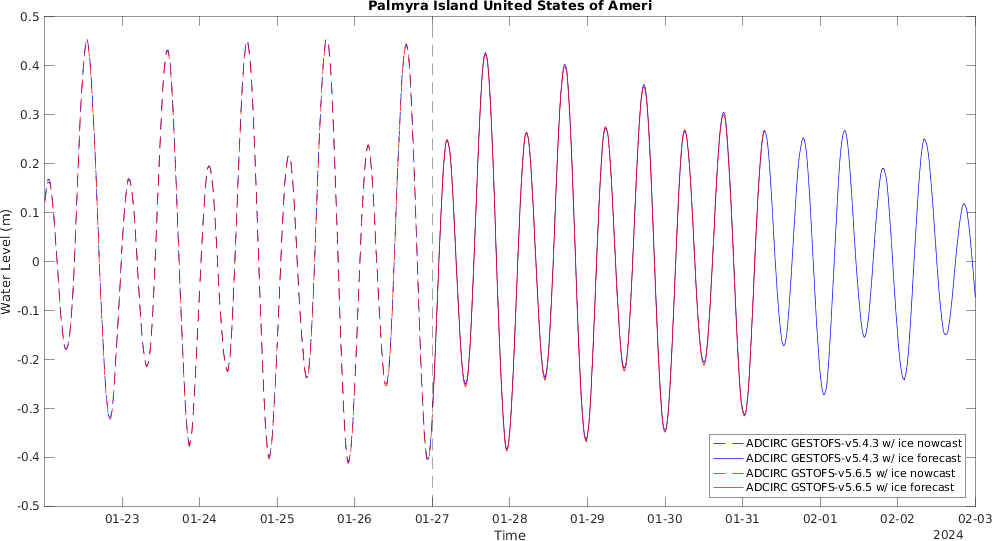 Palmyra Island United States of Ameri
0.5
0.4
0.3
0.2
0.1
0
-0.1
-0.2
-0.3
-0.4
-0.5
Water Level (m)
01-23 01-24 01-25 01-26 01-27 01-28 01-29 01-30 01-31 02-01 02-02 02-03
Time
2024
ADCIRC GESTOFS-v5.4.3 w/ ice nowcast
ADCIRC GESTOFS-v5.4.3 w/ ice forecast
ADCIRC GSTOFS-v5.6.5 w/ ice nowcast
ADCIRC GSTOFS-v5.6.5 w/ ice forecast